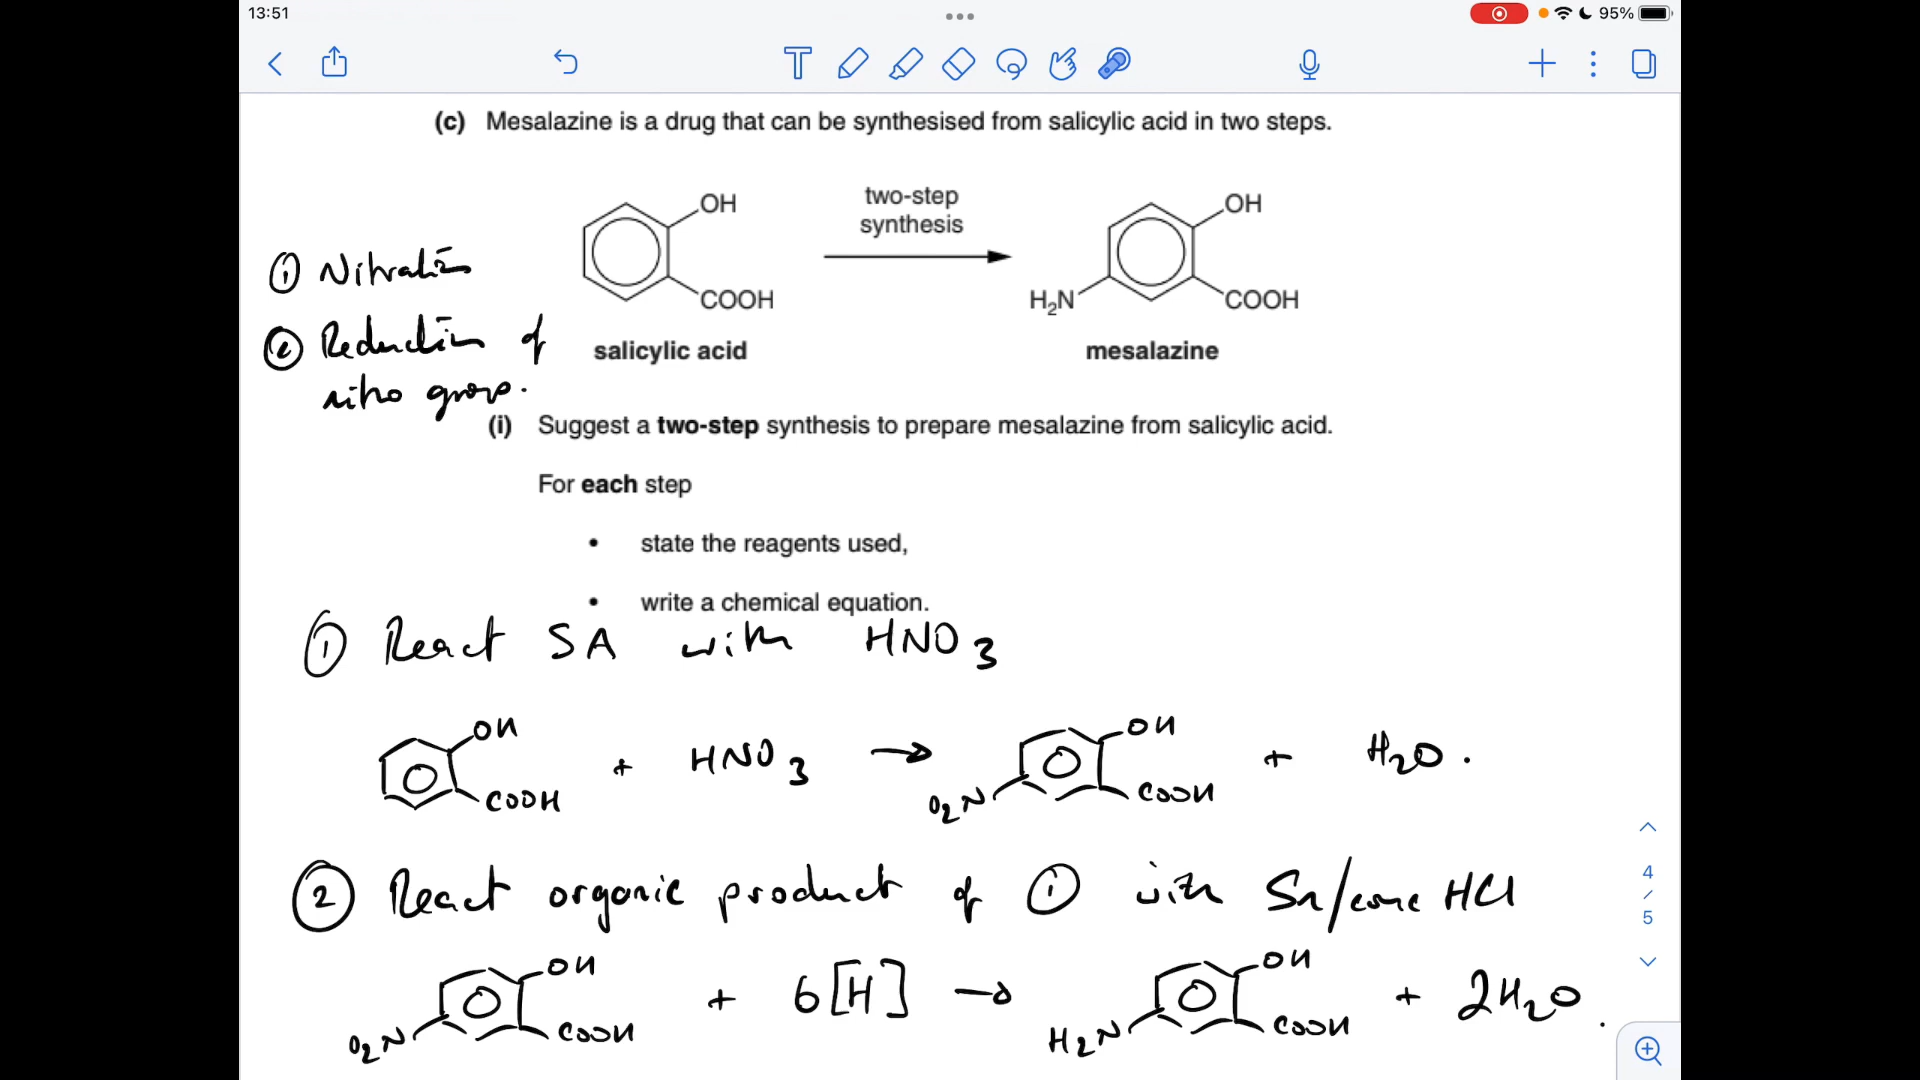 13:51
95%
(c) Mesalazine is a drug that can be synthesised from salicylic acid in two steps.
OH
COOH
salicylic acid
two-step
synthesis
OH
H₂N
COOH
mesalazine
① Nitration
② Reduction of
nitro group.
(i) Suggest a two-step synthesis to prepare mesalazine from salicylic acid.
For each step
• state the reagents used,
• write a chemical equation.
① React SA with HNO₃
OH
COOH
+ HNO₃ →
OH
O₂N
COOH
+ H₂O.
② React organic product of ① with Sn/conc HCl
OH
O₂N
COOH
+ 6[H] →
OH
H₂N
COOH
+ 2H₂O.
4
/
5